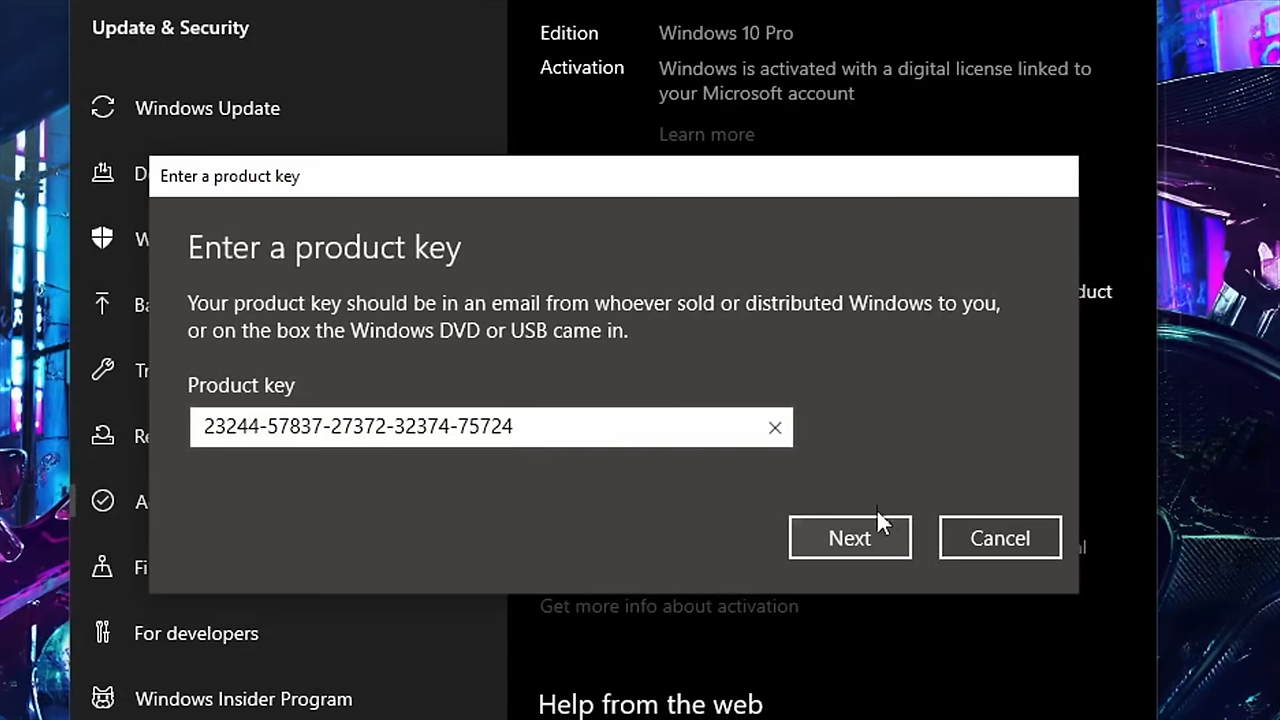 Update & Security
Edition
Windows 10 Pro
Activation
Windows is activated with a digital license linked to
your Microsoft account
Learn more
Windows Update
Enter a product key
Enter a product key
Your product key should be in an email from whoever sold or distributed Windows to you,
or on the box the Windows DVD or USB came in.
Product key
23244-57837-27372-32374-75724
Next
Cancel
Get more info about activation
For developers
Windows Insider Program
Help from the web